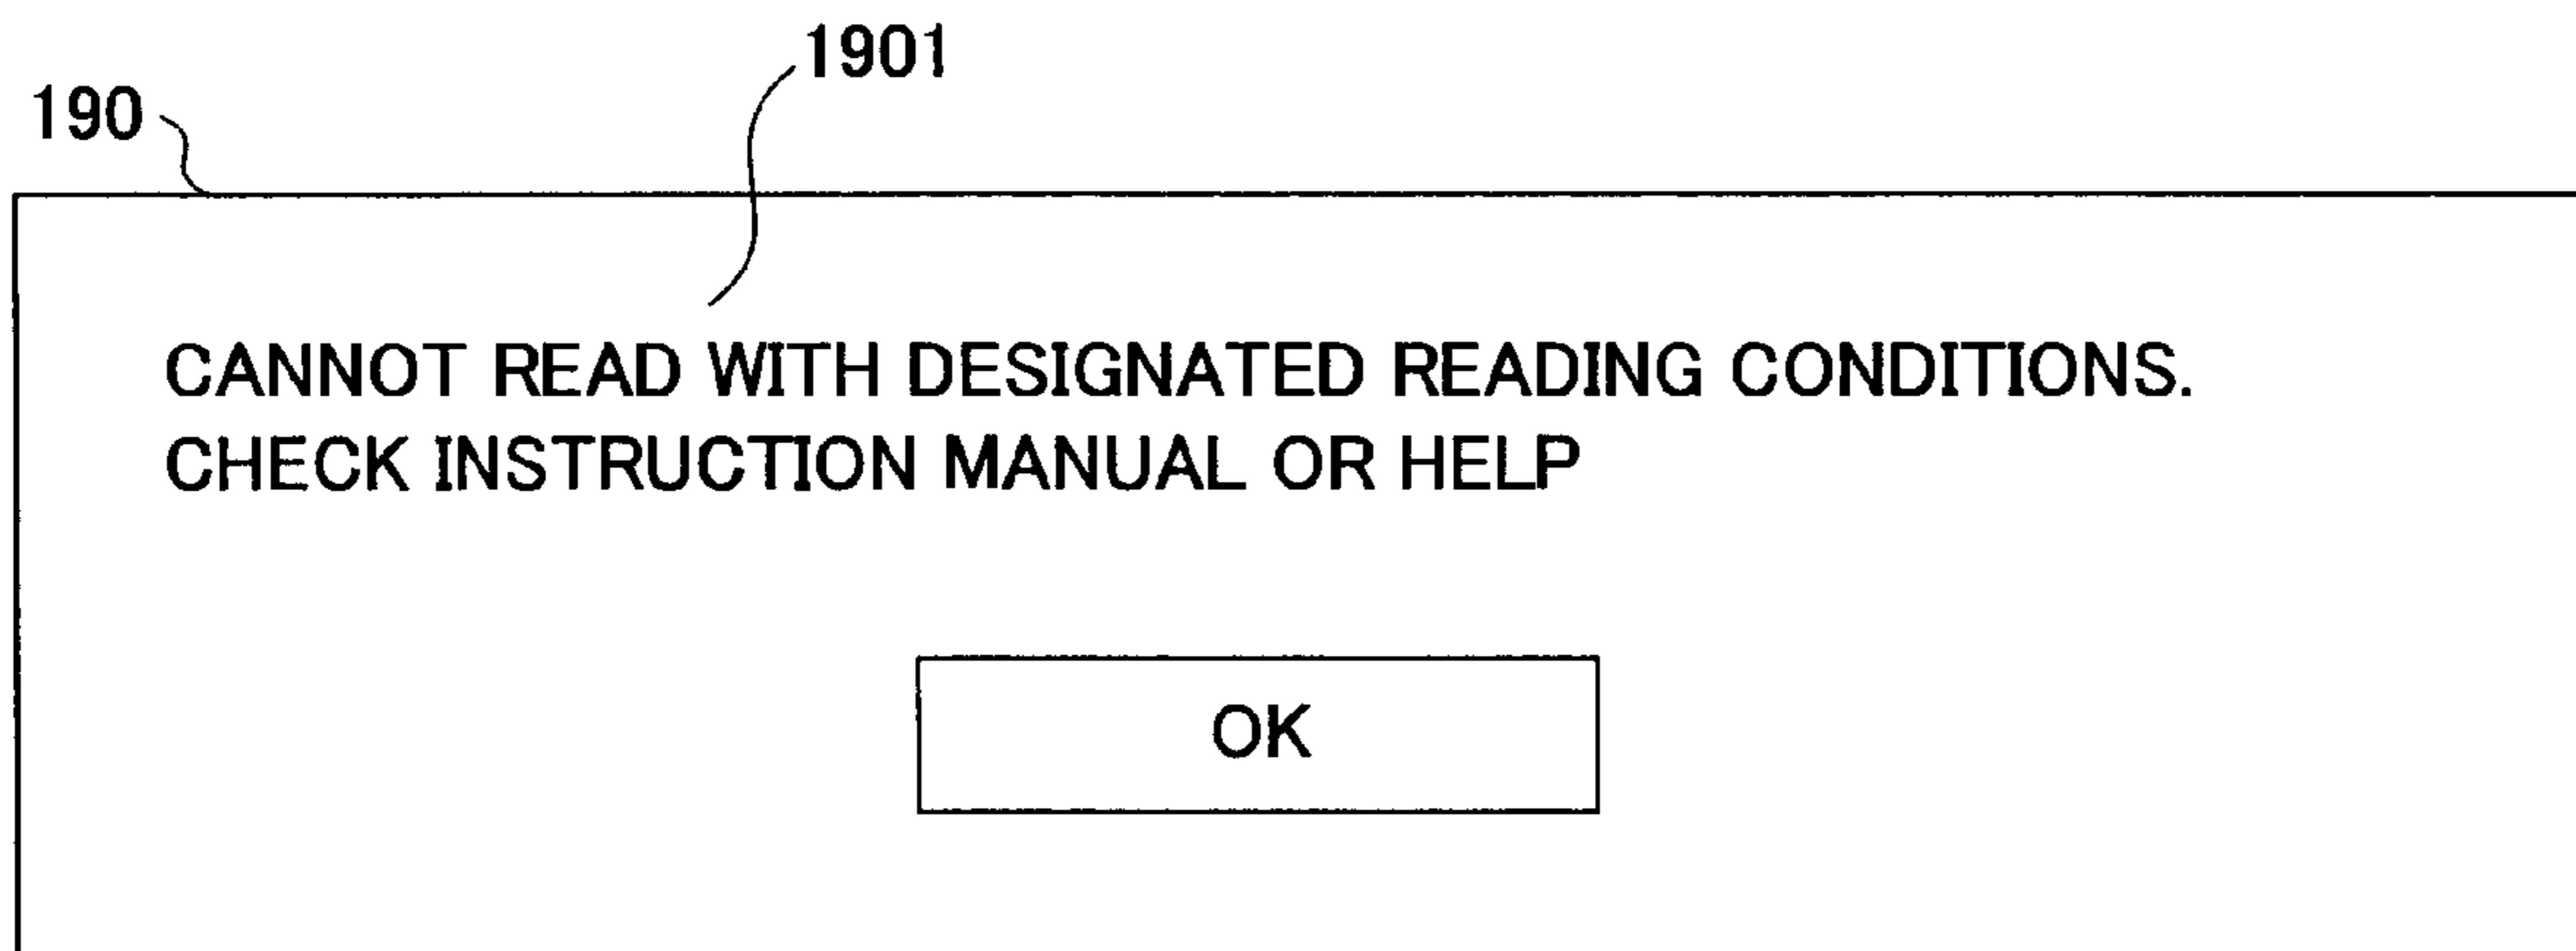 1901
190
CANNOT READ WITH DESIGNATED READING CONDITIONS.
CHECK INSTRUCTION MANUAL OR HELP
OK